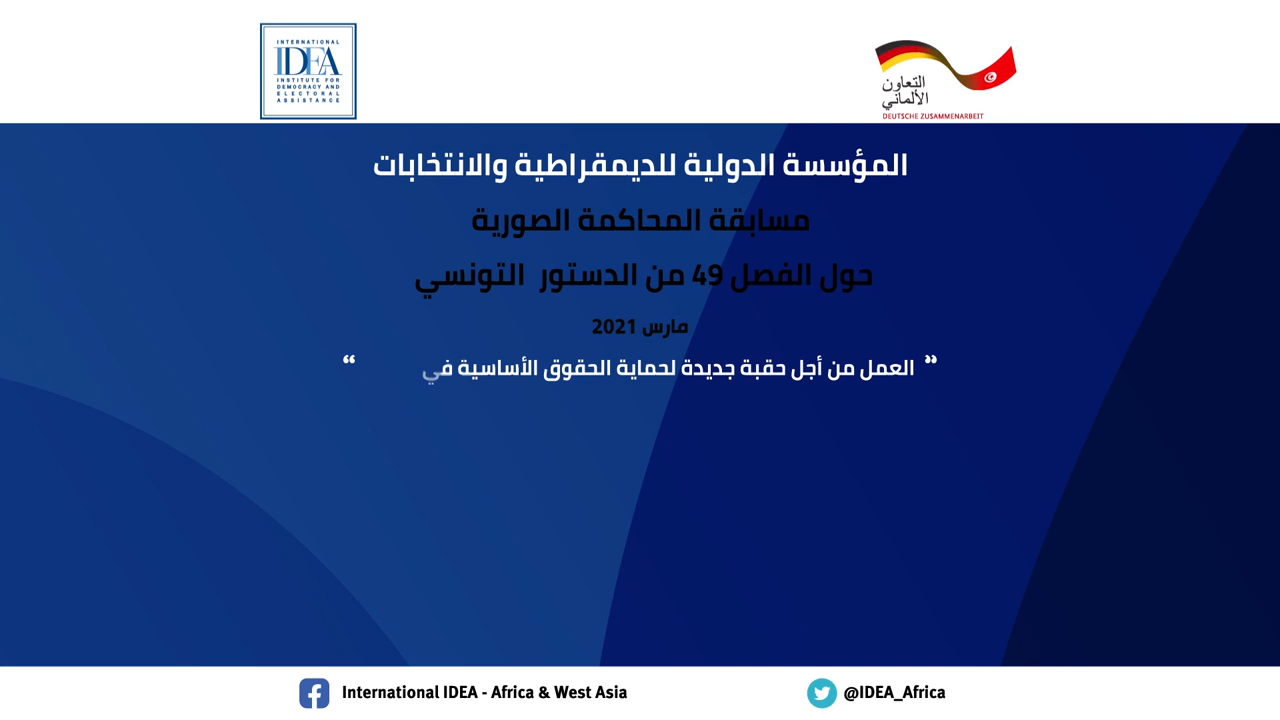 INTERNATIONAL
IDEA
INSTITUTE FOR
DEMOCRACY AND
ELECTORAL
ASSISTANCE
التعاون
الألماني
DEUTSCHE ZUSAMMENARBEIT
المؤسسة الدولية للديمقراطية والانتخابات
مسابقة المحاكمة الصورية
حول الفصل 49 من الدستور التونسي
مارس 2021
” العمل من أجل حقبة جديدة لحماية الحقوق الأساسية في “
International IDEA - Africa & West Asia
@IDEA_Africa